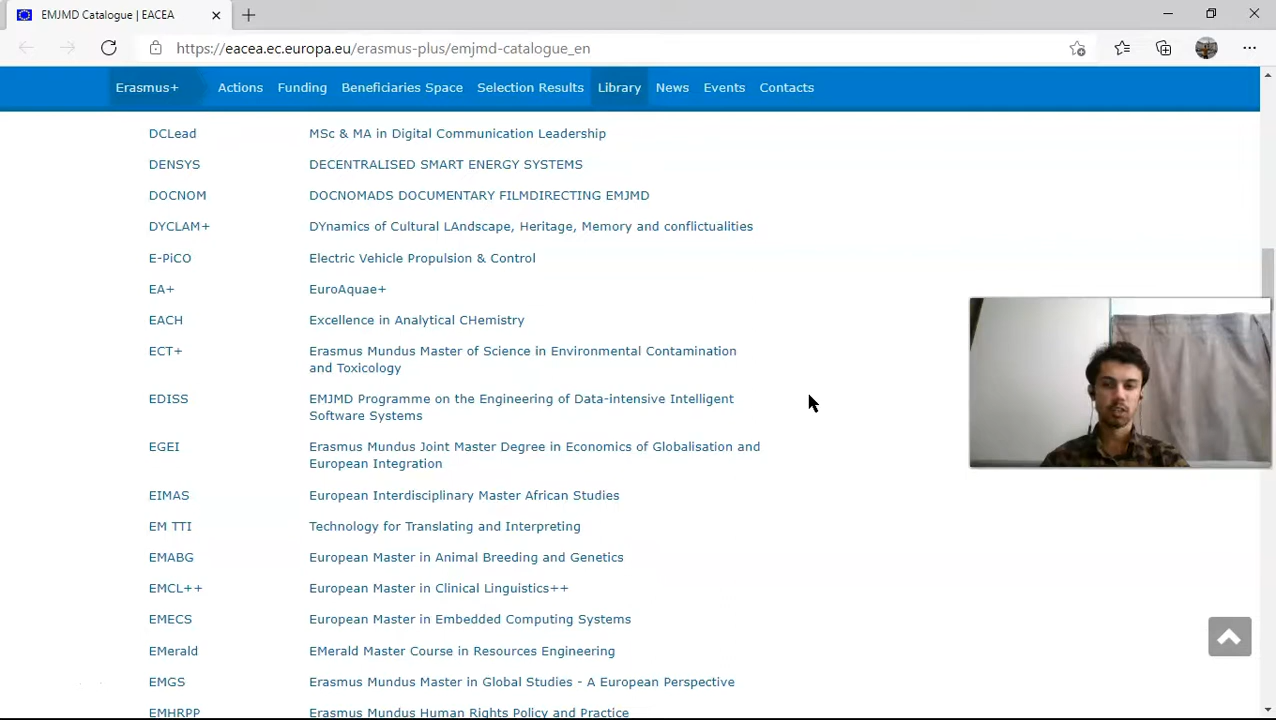 EMJMD Catalogue | EACEA
https://eacea.ec.europa.eu/erasmus-plus/emjmd-catalogue_en
Erasmus+ Actions Funding Beneficiaries Space Selection Results Library News Events Contacts
DCLead MSc & MA in Digital Communication Leadership
DENSYS DECENTRALISED SMART ENERGY SYSTEMS
DOCNOM DOCNOMADS DOCUMENTARY FILMDIRECTING EMJMD
DYCLAM+ DYnamics of Cultural LAndscape, Heritage, Memory and conflictualities
E-PiCO Electric Vehicle Propulsion & Control
EA+ EuroAquae+
EACH Excellence in Analytical CHemistry
ECT+ Erasmus Mundus Master of Science in Environmental Contamination
and Toxicology
EDISS EMJMD Programme on the Engineering of Data-intensive Intelligent
Software Systems
EGEI Erasmus Mundus Joint Master Degree in Economics of Globalisation and
European Integration
EIMAS European Interdisciplinary Master African Studies
EM TTI Technology for Translating and Interpreting
EMABG European Master in Animal Breeding and Genetics
EMCL++ European Master in Clinical Linguistics++
EMECS European Master in Embedded Computing Systems
EMerald EMerald Master Course in Resources Engineering
EMGS Erasmus Mundus Master in Global Studies - A European Perspective
EMHRPP Erasmus Mundus Human Rights Policy and Practice